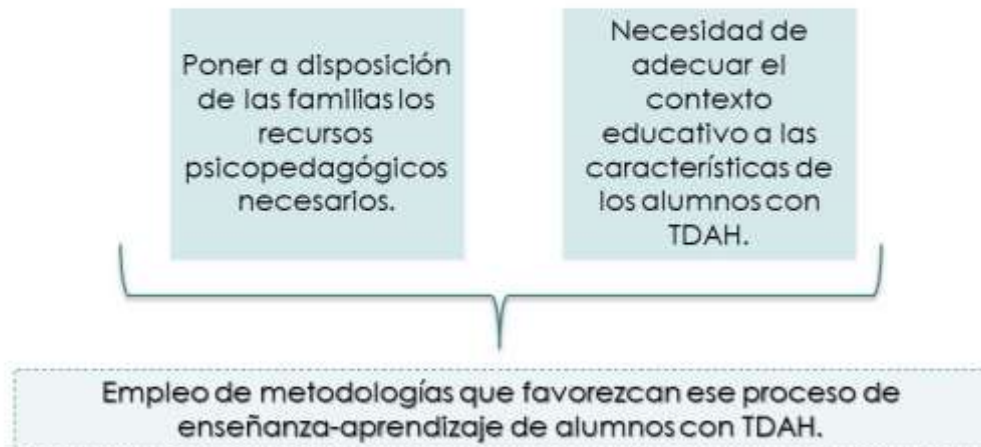 Poner a disposición
de las familias los
recursos
psicopedagógicos
necesarios.
Necesidad de
adecuar el
contexto
educativo a las
características de
los alumnos con
TDAH.
Empleo de metodologías que favorezcan ese proceso de
enseñanza-aprendizaje de alumnos con TDAH.